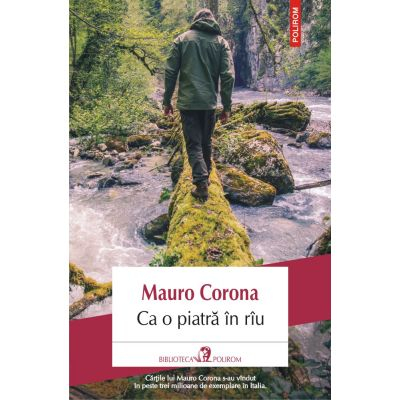 POLIROM
Mauro Corona
Ca o piatră în rîu
BIBLIOTECA POLIROM
Cărţile lui Mauro Corona s-au vîndut
în peste trei milioane de exemplare în Italia.